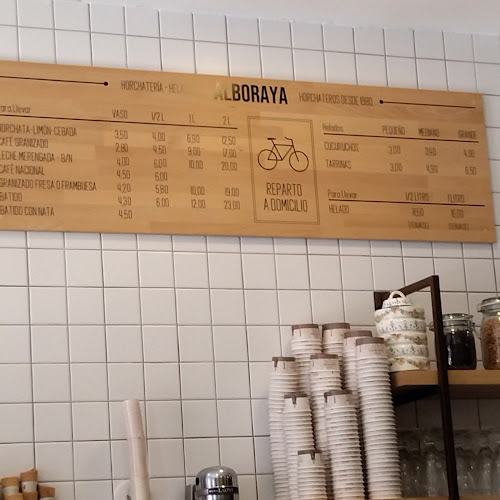 HORCHATERÍA - HELA ALBORAYA HORCHATEROS DESDE 1980
Para Llevar VASO 1/2 L 1 L 2 L
HORCHATA-LIMÓN-CEBADA 3,50 4,00 6,90 12,50
CAFÉ GRANIZADO 2,80 4,50 9,00 17,00
LECHE MERENGADA - B/N 4,00 6,00 10,00 20,00
CAFÉ NACIONAL 4,50 6,00
GRANIZADO FRESA O FRAMBUESA 4,20 5,80 10,00 19,00
BATIDO 4,30 6,00 12,00 23,00
BATIDO CON NATA 4,50
REPARTO
A DOMICILIO
Helados PEQUEÑO MEDIANO GRANDE
CUCURUCHOS 3,00 4,00
TARRINAS 3,00 6,50
Para Llevar 1/2 LITRO 1 LITRO
HELADO